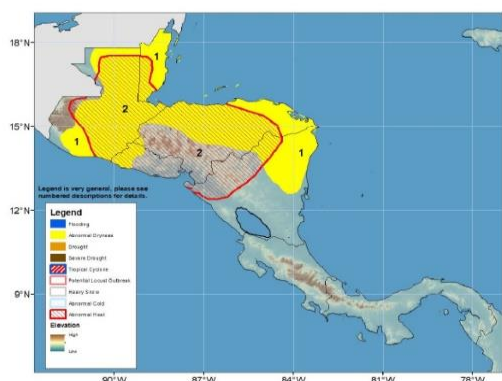 18°N
1
2
15°N
1
2
1
Legend is very general, please see
numbered descriptions for details.
12°N
Legend
Flooding
Abnormal Dryness
Drought
Severe Drought
Tropical Cyclone
Potential Locust Outbreak
Heavy Snow
Abnormal Cold
Abnormal Heat
Elevation
High
Low
9°N
90°W
87°W
84°W
81°W
78°W